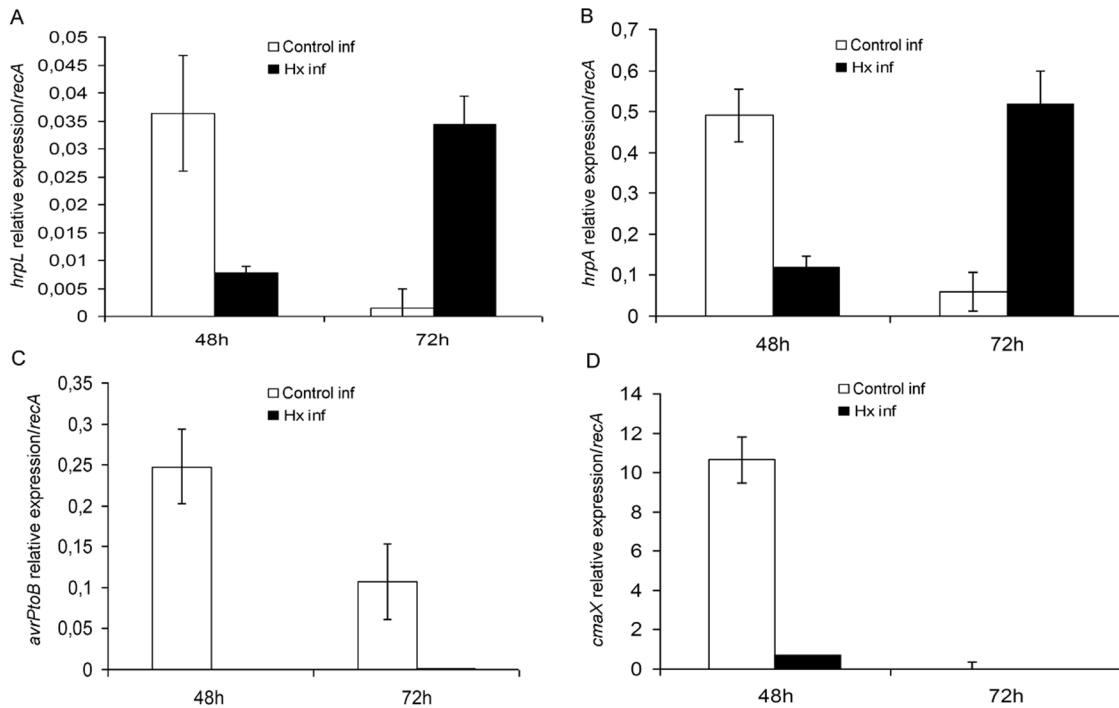 A
hrpL relative expression/recA
0,05
0,045
0,04
0,035
0,03
0,025
0,02
0,015
0,01
0,005
0
Control inf
Hx inf
48h
72h
B
hrpA relative expression/recA
0,7
0,6
0,5
0,4
0,3
0,2
0,1
0
Control inf
Hx inf
48h
72h
C
avrPtoB relative expression/recA
0,35
0,3
0,25
0,2
0,15
0,1
0,05
0
Control inf
Hx inf
48h
72h
D
cmaX relative expression/recA
14
12
10
8
6
4
2
0
Control inf
Hx inf
48h
72h